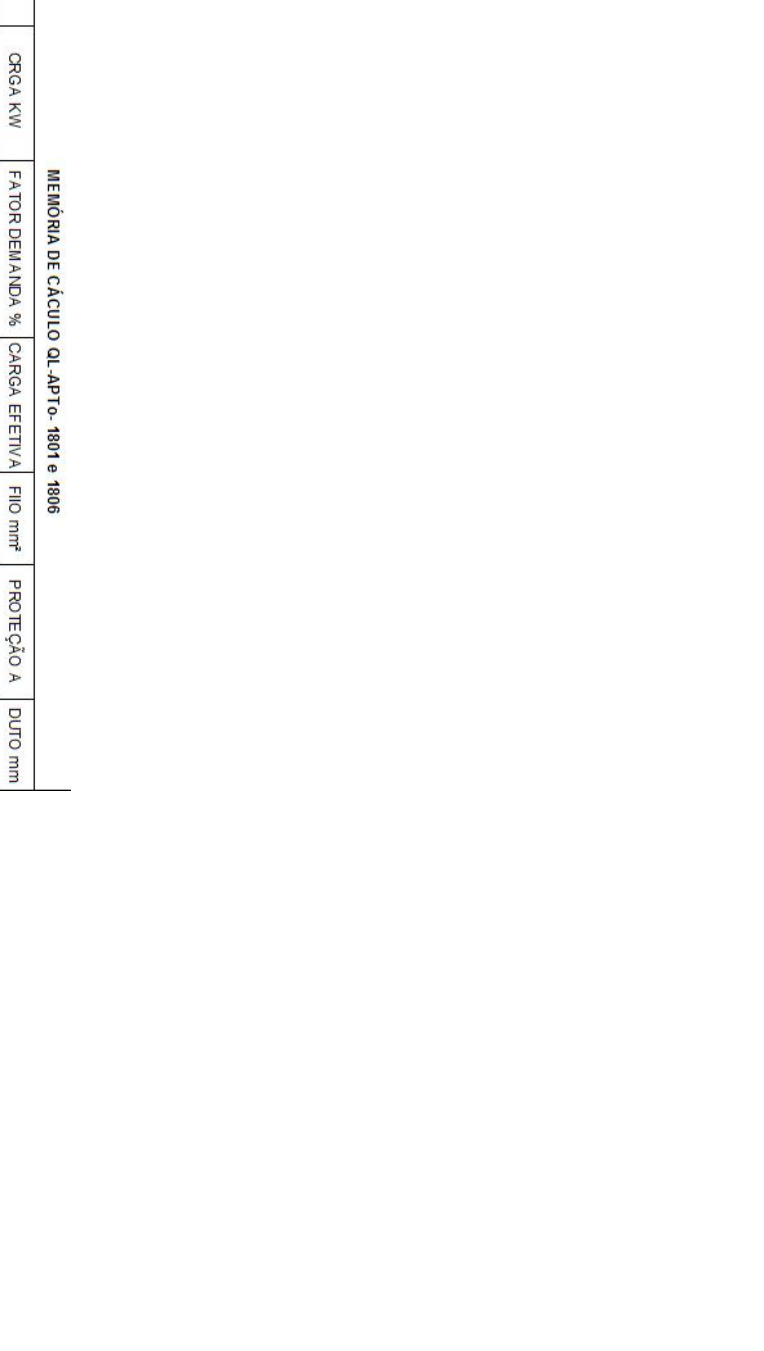 MEMÓRIA DE CÁCULO QL-APTo- 1801 e 1806
CRGA KW FATOR DEMANDA % CARGA EFETIVA FIIO mm² PROTEÇÃO A DUTO mm